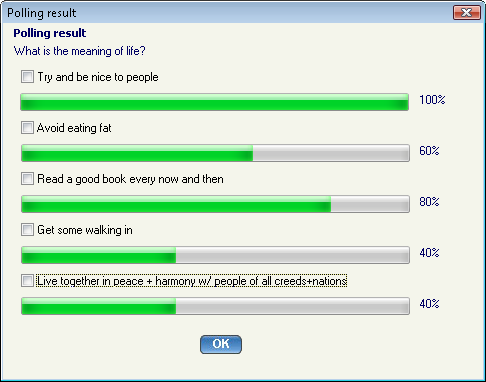 Polling result
Polling result
What is the meaning of life?
Try and be nice to people
100%
Avoid eating fat
60%
Read a good book every now and then
80%
Get some walking in
40%
Live together in peace + harmony w/ people of all creeds+nations
40%
OK